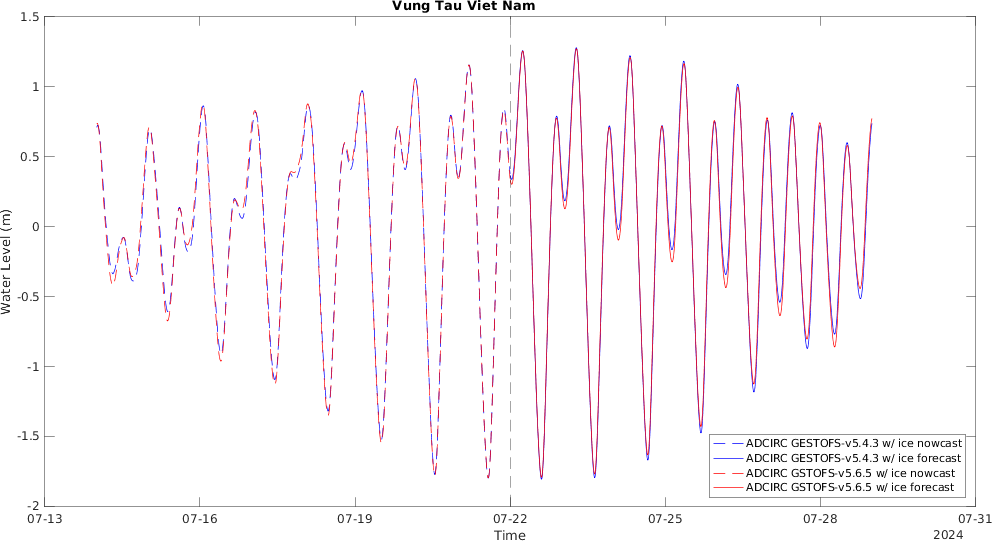 Vung Tau Viet Nam
Water Level (m)
1.5
1
0.5
0
-0.5
-1
-1.5
-2
07-13
07-16
07-19
07-22
07-25
07-28
07-31
Time
2024
ADCIRC GESTOFS-v5.4.3 w/ ice nowcast
ADCIRC GESTOFS-v5.4.3 w/ ice forecast
ADCIRC GSTOFS-v5.6.5 w/ ice nowcast
ADCIRC GSTOFS-v5.6.5 w/ ice forecast